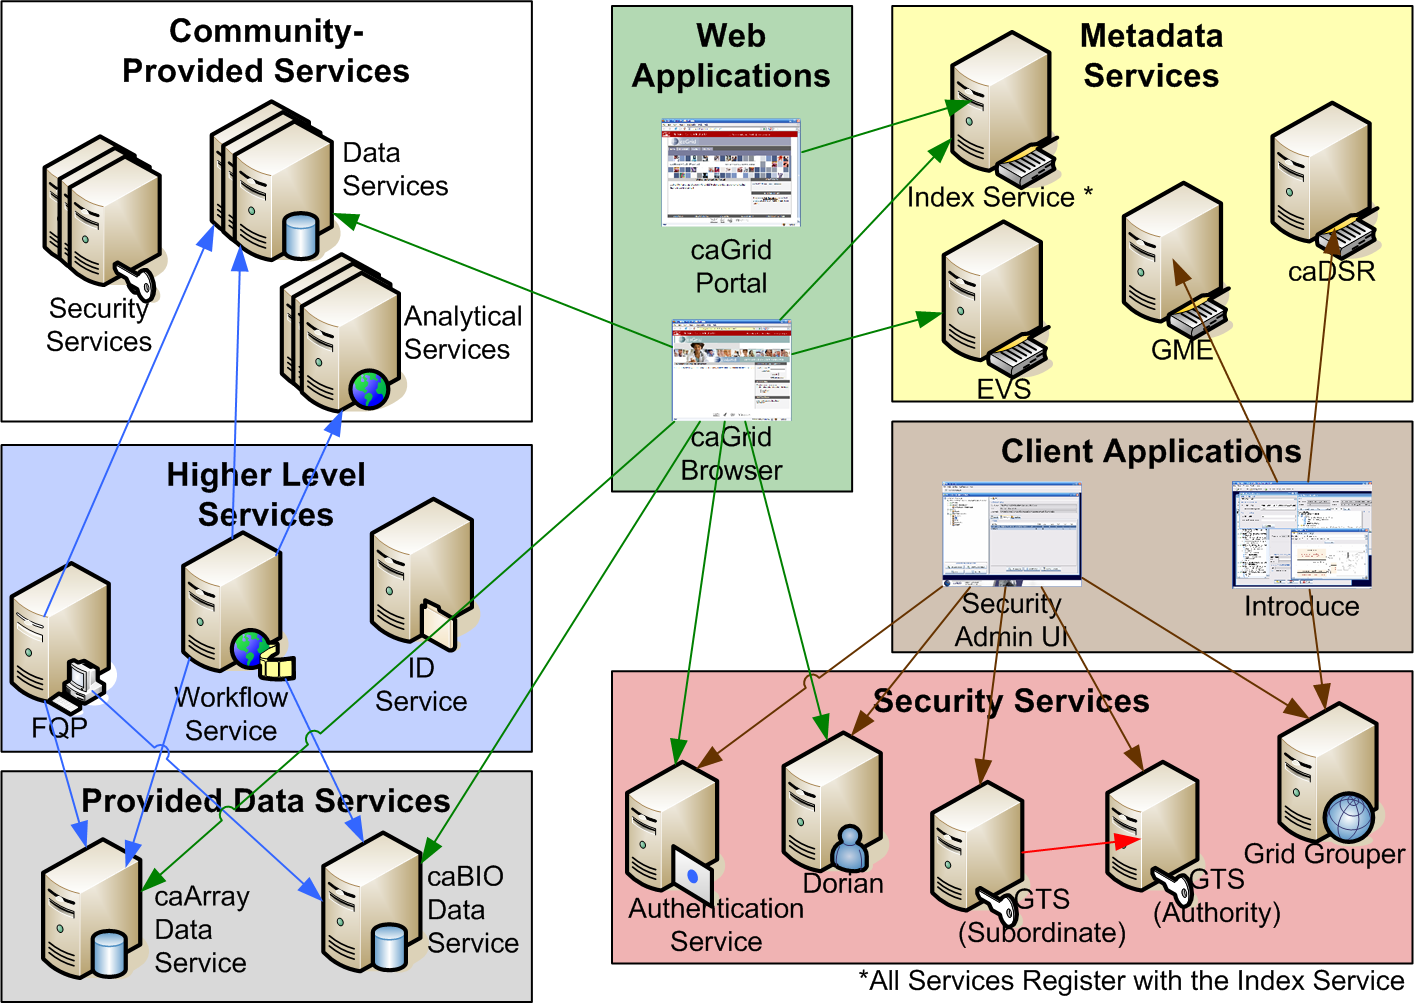 Community-
Provided Services
Data
Services
Security
Services
Analytical
Services
Higher Level
Services
FQP
Workflow
Service
ID
Service
Provided Data Services
caArray
Data
Service
caBIO
Data
Service
Web
Applications
caGrid
Portal
caGrid
Browser
Metadata
Services
Index Service *
caDSR
GME
EVS
Client Applications
Security
Admin UI
Introduce
Security Services
Authentication
Service
Dorian
GTS
(Subordinate)
GTS
(Authority)
Grid Grouper
*All Services Register with the Index Service